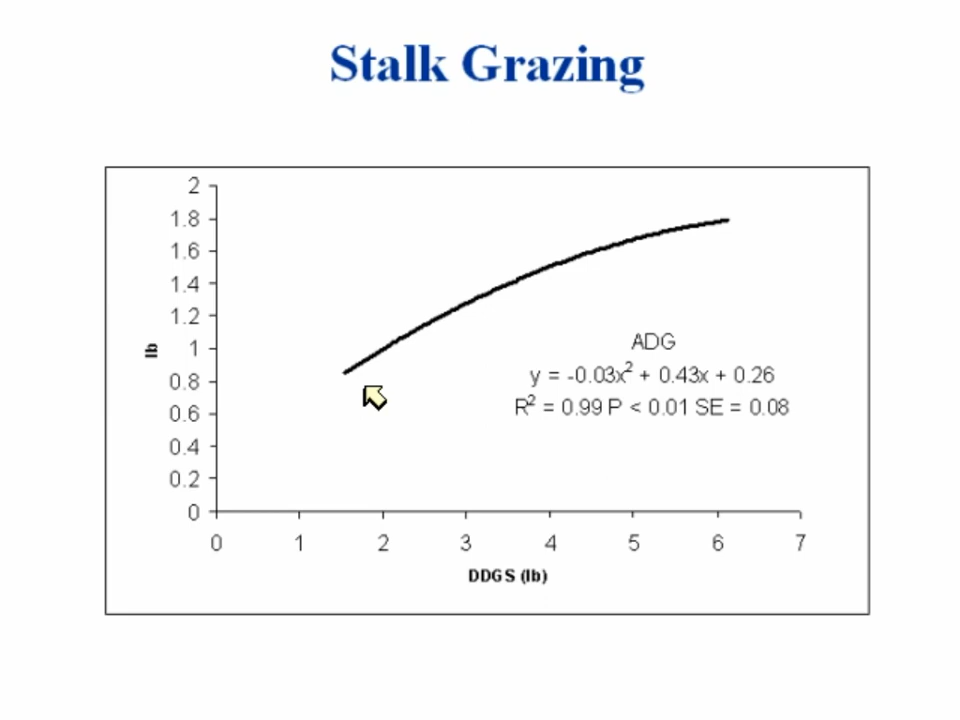 Stalk Grazing
2
1.8
1.6
1.4
1.2
1
0.8
0.6
0.4
0.2
0
lb
ADG
y = -0.03x² + 0.43x + 0.26
R² = 0.99 P < 0.01 SE = 0.08
0 1 2 3 4 5 6 7
DDGS (lb)